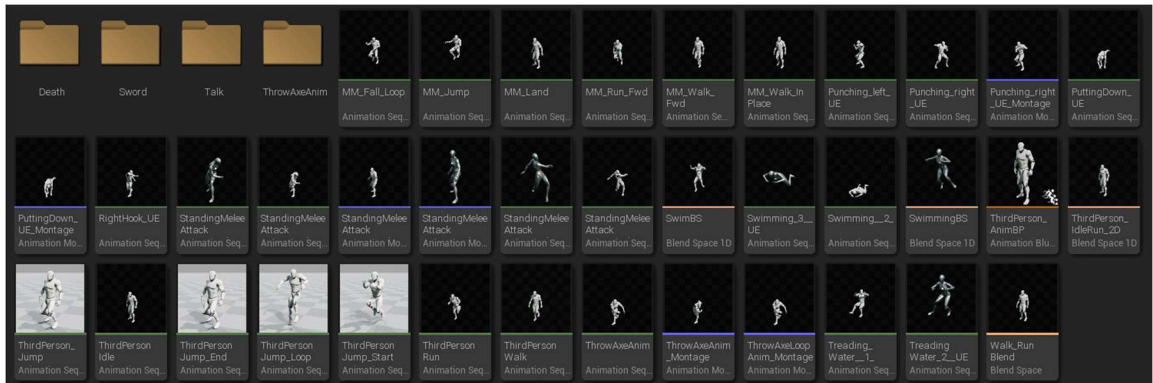 Death
Sword
Talk
ThrowAxeAnim
MM_Fall_Loop
Animation Seq...
MM_Jump
Animation Seq...
MM_Land
Animation Seq...
MM_Run_Fwd
Animation Seq...
MM_Walk_
Fwd
Animation Se...
MM_Walk_In
Place
Animation Seq...
Punching_left_
UE
Animation Seq...
Punching_right
_UE
Animation Seq...
Punching_right
_UE_Montage
Animation Mo...
PuttingDown_
UE
Animation Seq...
PuttingDown_
UE_Montage
Animation Mo...
RightHook_UE
Animation Seq...
StandingMelee
Attack
Animation Seq...
StandingMelee
Attack
Animation Seq...
StandingMelee
Attack
Animation Mo...
StandingMelee
Attack
Animation Mo...
StandingMelee
Attack
Animation Seq...
StandingMelee
Attack
Animation Seq...
SwimBS
Blend Space 1D
Swimming_3__
UE
Animation Seq...
Swimming__2_
Animation Seq...
SwimmingBS
Blend Space 1D
ThirdPerson_
AnimBP
Animation Blu...
ThirdPerson_
IdleRun_2D
Blend Space 1D
ThirdPerson_
Jump
Animation Seq...
ThirdPerson
Idle
Animation Seq...
ThirdPerson
Jump_End
Animation Seq...
ThirdPerson
Jump_Loop
Animation Seq...
ThirdPerson
Jump_Start
Animation Seq...
ThirdPerson
Run
Animation Seq...
ThirdPerson
Walk
Animation Seq...
ThrowAxeAnim
Animation Seq...
ThrowAxeAnim
_Montage
Animation Mo...
ThrowAxeLoop
Anim_Montage
Animation Mo...
Treading_
Water__1_
Animation Seq...
Treading
Water_2__UE
Animation Seq...
Walk_Run
Blend
Blend Space